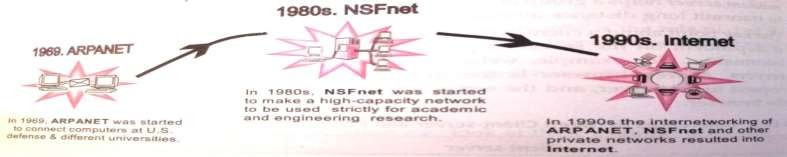 1969. ARPANET
In 1969, ARPANET was started
to connect computers at U.S.
defense & different universities.
1980s. NSFnet
In 1980s, NSFnet was started
to make a high-capacity network
to be used strictly for academic
and engineering research.
1990s. Internet
In 1990s the internetworking of
ARPANET, NSFnet and other
private networks resulted into
Internet.